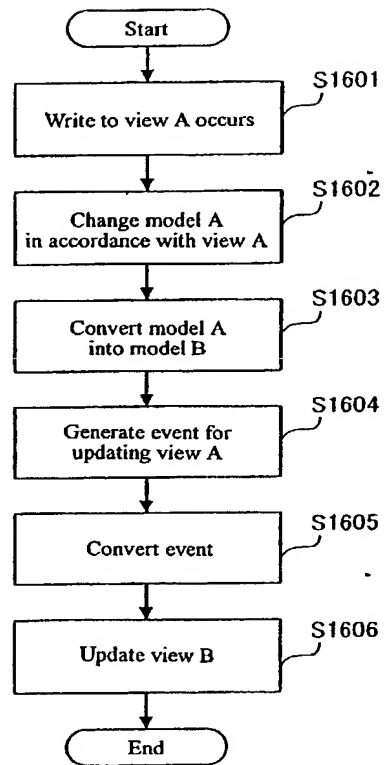 Start
S1601
Write to view A occurs
S1602
Change model A
in accordance with view A
S1603
Convert model A
into model B
S1604
Generate event for
updating view A
S1605
Convert event
S1606
Update view B
End